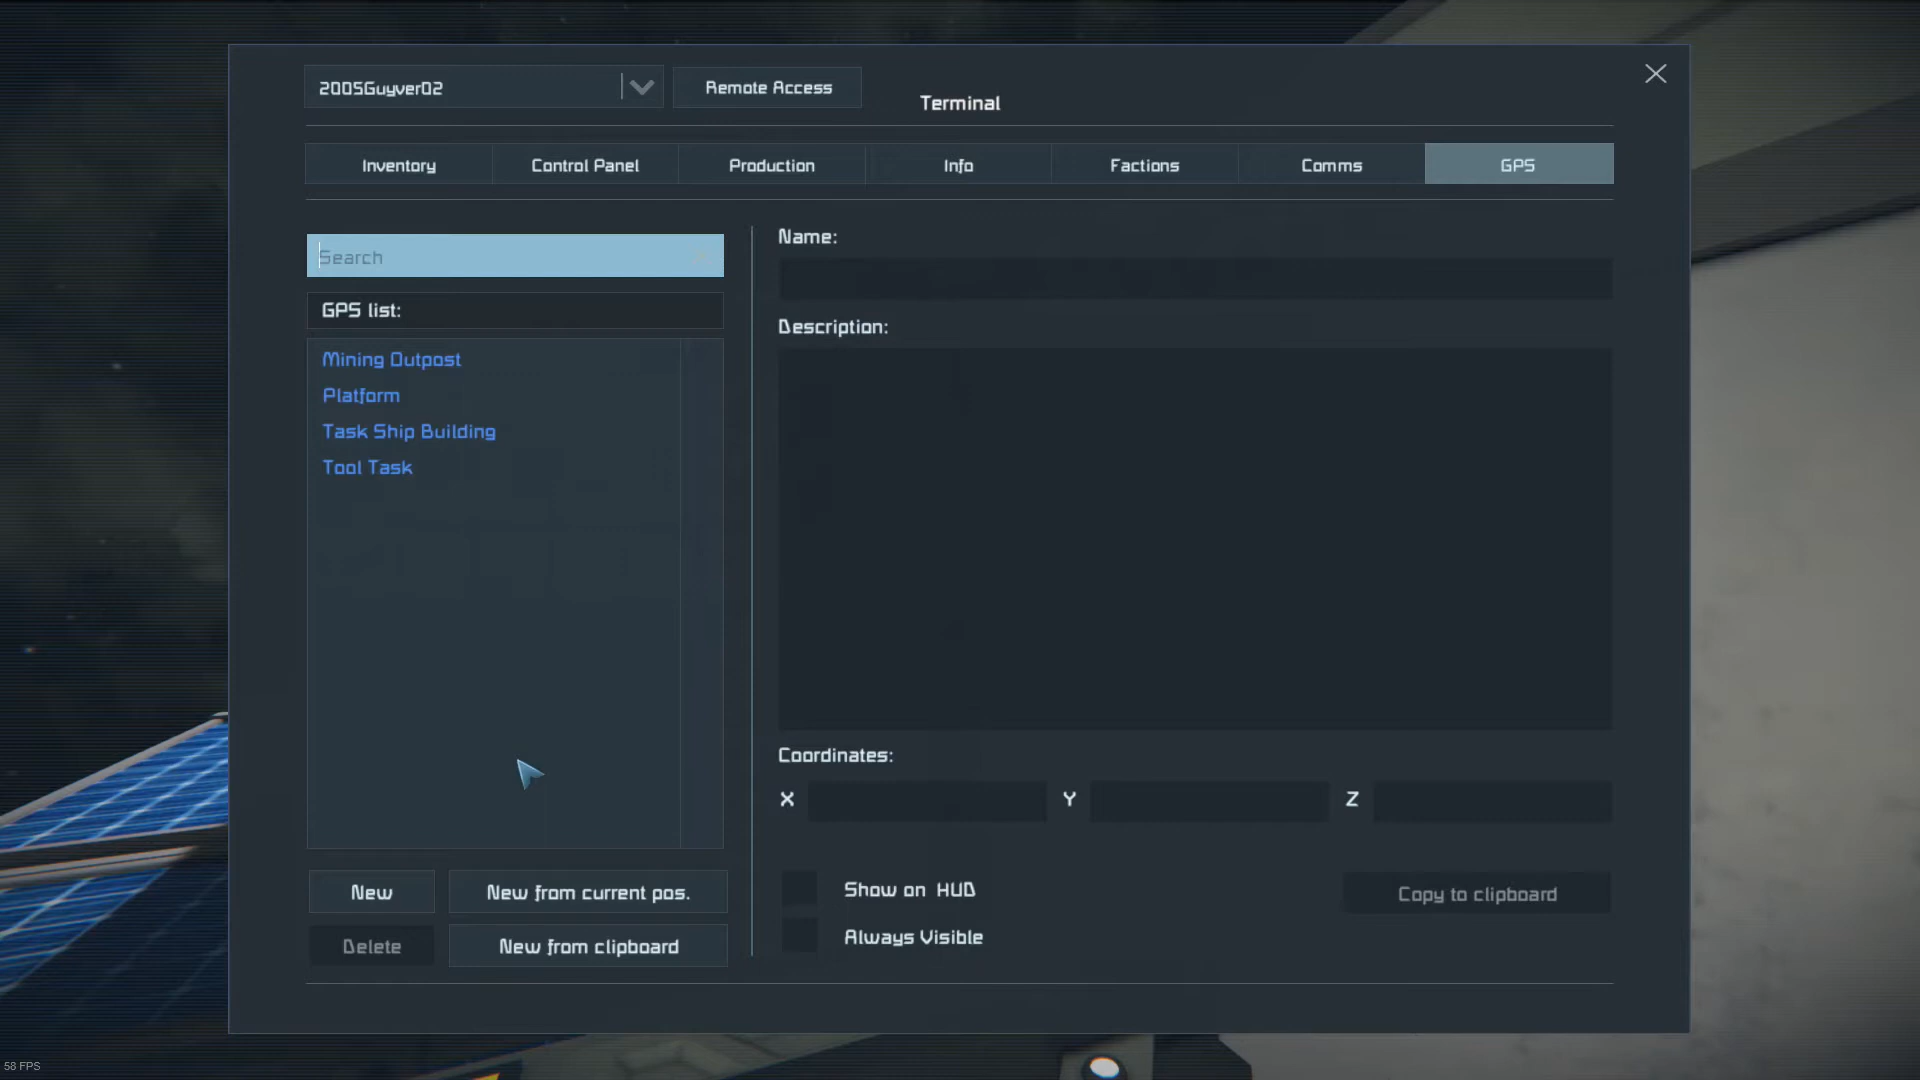 2005Guyver02
Remote Access
Terminal
Inventory
Control Panel
Production
Info
Factions
Comms
GPS
Search
GPS list:
Mining Outpost
Platform
Task Ship Building
Tool Task
New
New from current pos.
Delete
New from clipboard
Name:
Description:
Coordinates:
X
Y
Z
Show on HUD
Always Visible
Copy to clipboard
58 FPS